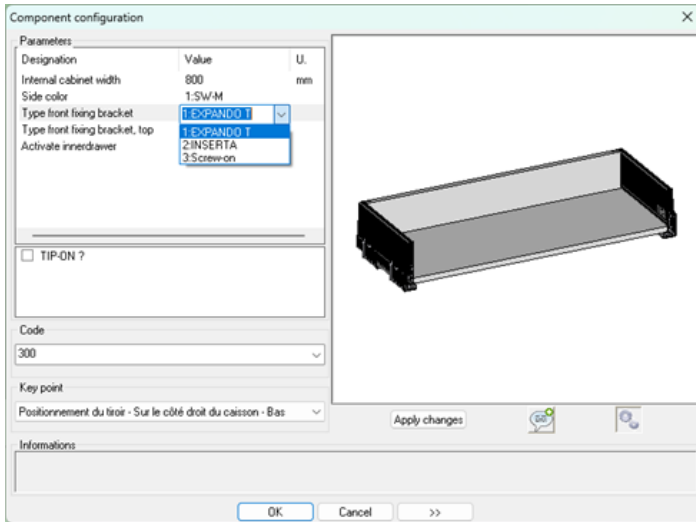 Component configuration
Parameters
Designation Value U.
Internal cabinet width 800 mm
Side color 1:SW-M
Type front fixing bracket 1:EXPANDO T
Type front fixing bracket, top 1:EXPANDO T
Activate innerdrawer 2:INSERTA
3:Screw-on
TIP-ON ?
Code
300
Key point
Positionnement du tiroir - Sur le côté droit du caisson - Bas
Apply changes
Informations
OK Cancel >>